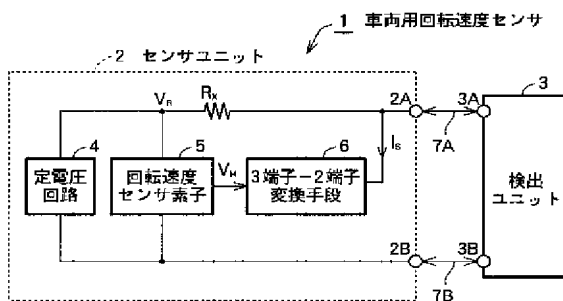 1 車両用回転速度センサ
2 センサユニット
3
V_R
R_X
2A
3A
I_S
7A
4
定電圧
回路
5
回転速度
センサ素子
V_H
6
3端子－2端子
変換手段
検出
ユニット
2B
3B
7B